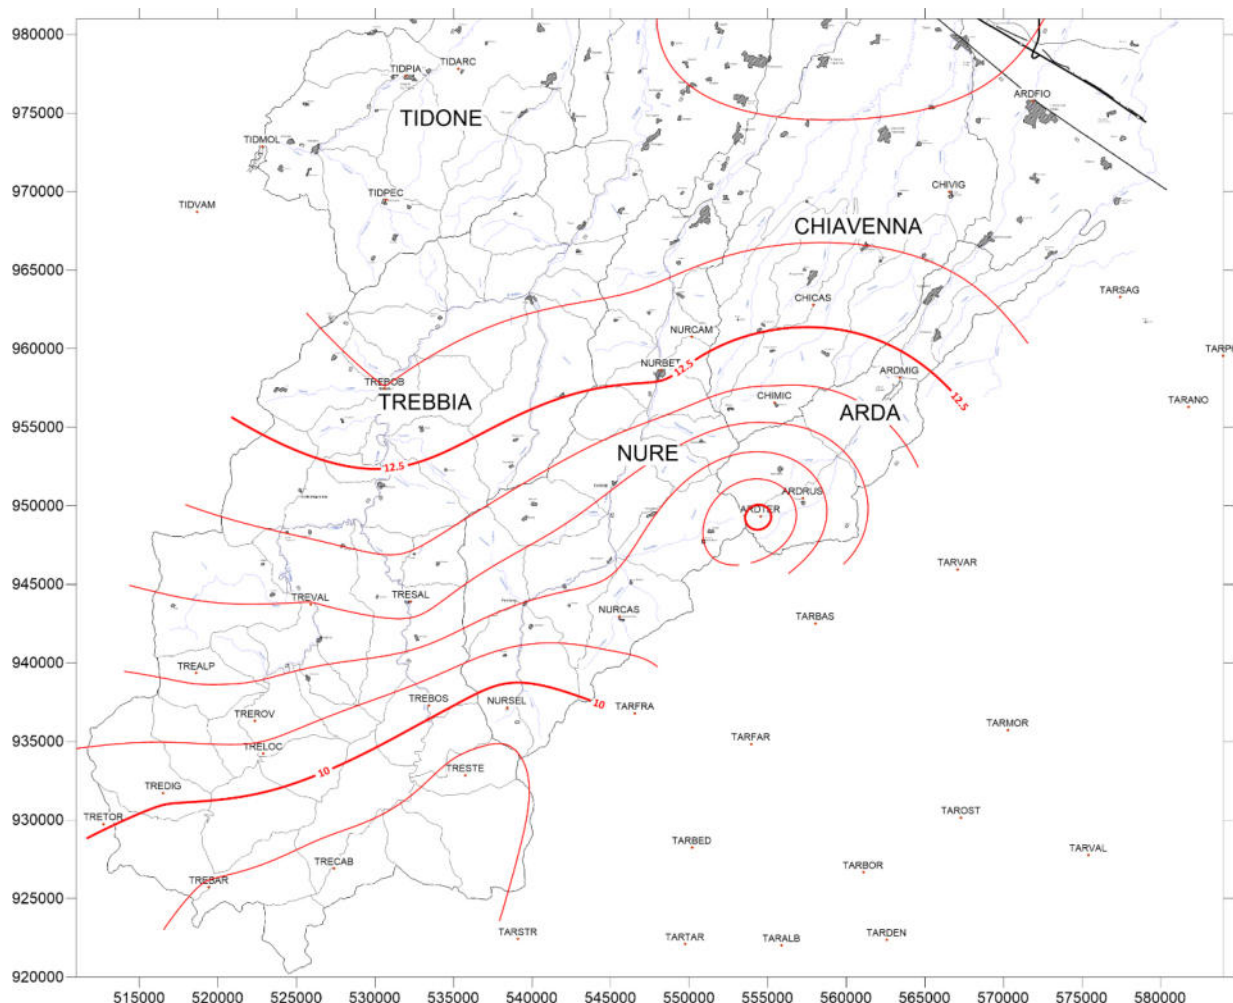 980000
975000
970000
965000
960000
955000
950000
945000
940000
935000
930000
925000
920000
515000 520000 525000 530000 535000 540000 545000 550000 555000 560000 565000 570000 575000 580000
TIDPIA
TIDARC
TIDONE
ARDFIO
TIDMOL
TIDPEC
CHIVIG
TIDVAM
CHIAVENNA
CHICAS
TARSAG
NURCAM
NURBET
12.5
ARDMIG
TREBOB
TREBBIA
CHIMIC
ARDA
12.5
TARANO
NURE
12.5
ARDRUS
ARDTER
TARVAR
TREVAL
TRESAL
NURCAS
TARBAS
TREALP
TREBOS
NURSEL
10
TARFRA
TREROV
TRELOC
TARFAR
TARMOR
10
TRESTE
TREDIG
TRETOR
TAROST
TARBED
TARVAL
TRECAB
TARBOR
TREBAR
TARSTR
TARTAR
TARALB
TARDEN